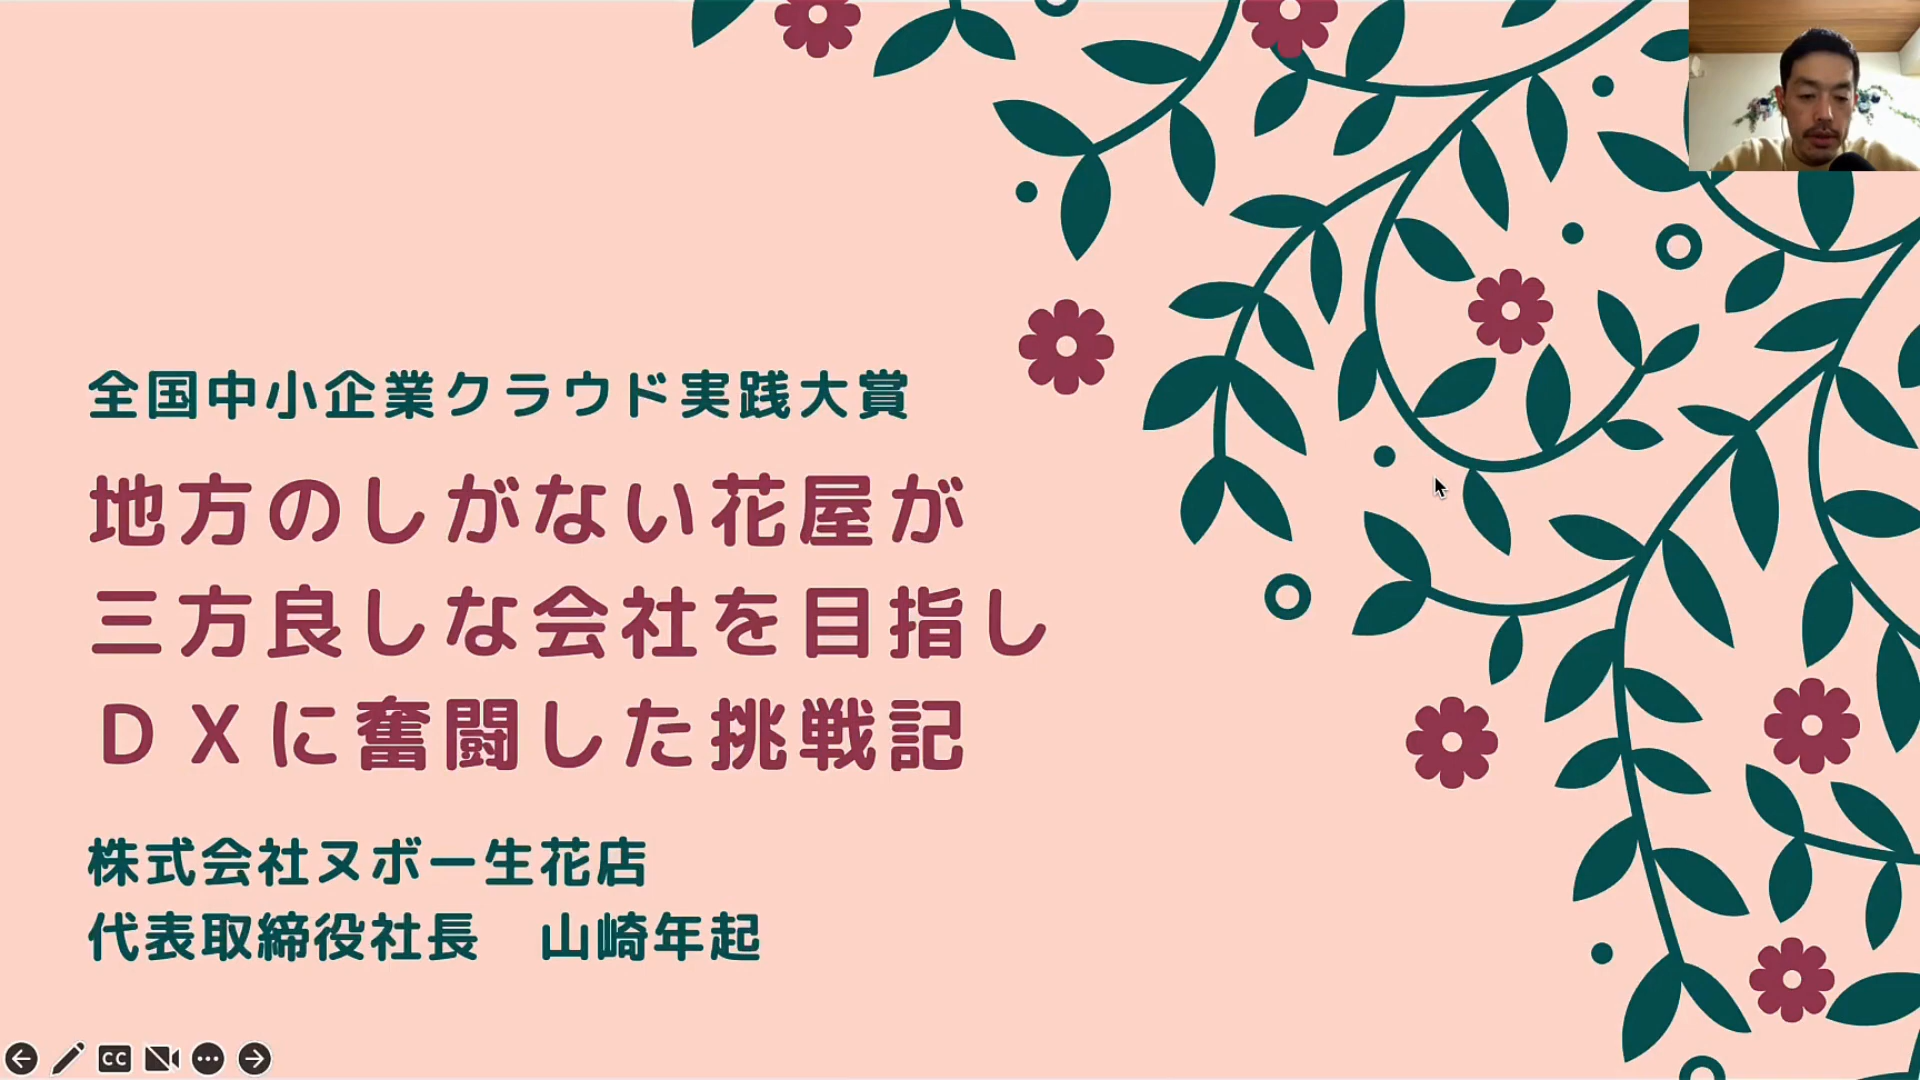 全国中小企業クラウド実践大賞
地方のしがない花屋が
三方良しな会社を目指し
ＤＸに奮闘した挑戦記
株式会社ヌボー生花店
代表取締役社長　山崎年起
CC